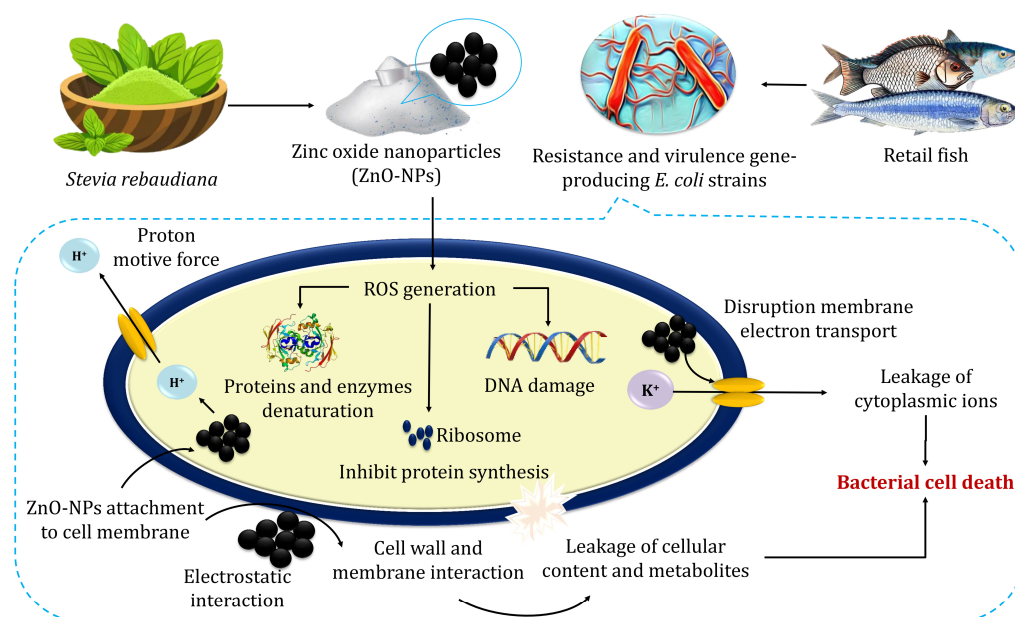 Stevia rebaudiana
Zinc oxide nanoparticles
(ZnO-NPs)
Resistance and virulence gene-
producing E. coli strains
Retail fish
Proton
motive force
H⁺
H⁺
ROS generation
Proteins and enzymes
denaturation
DNA damage
Ribosome
Inhibit protein synthesis
Disruption membrane
electron transport
K⁺
Leakage of
cytoplasmic ions
Bacterial cell death
ZnO-NPs attachment
to cell membrane
Electrostatic
interaction
Cell wall and
membrane interaction
Leakage of cellular
content and metabolites